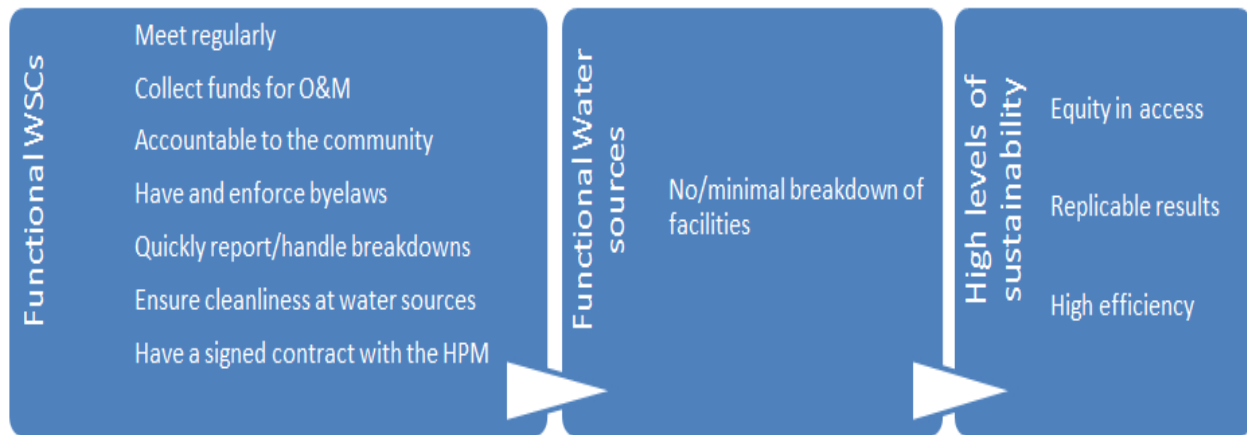 Functional WSCs
Meet regularly
Collect funds for O&M
Accountable to the community
Have and enforce byelaws
Quickly report/handle breakdowns
Ensure cleanliness at water sources
Have a signed contract with the HPM
Functional Water
sources
No/minimal breakdown of
facilities
High levels of
sustainability
Equity in access
Replicable results
High efficiency